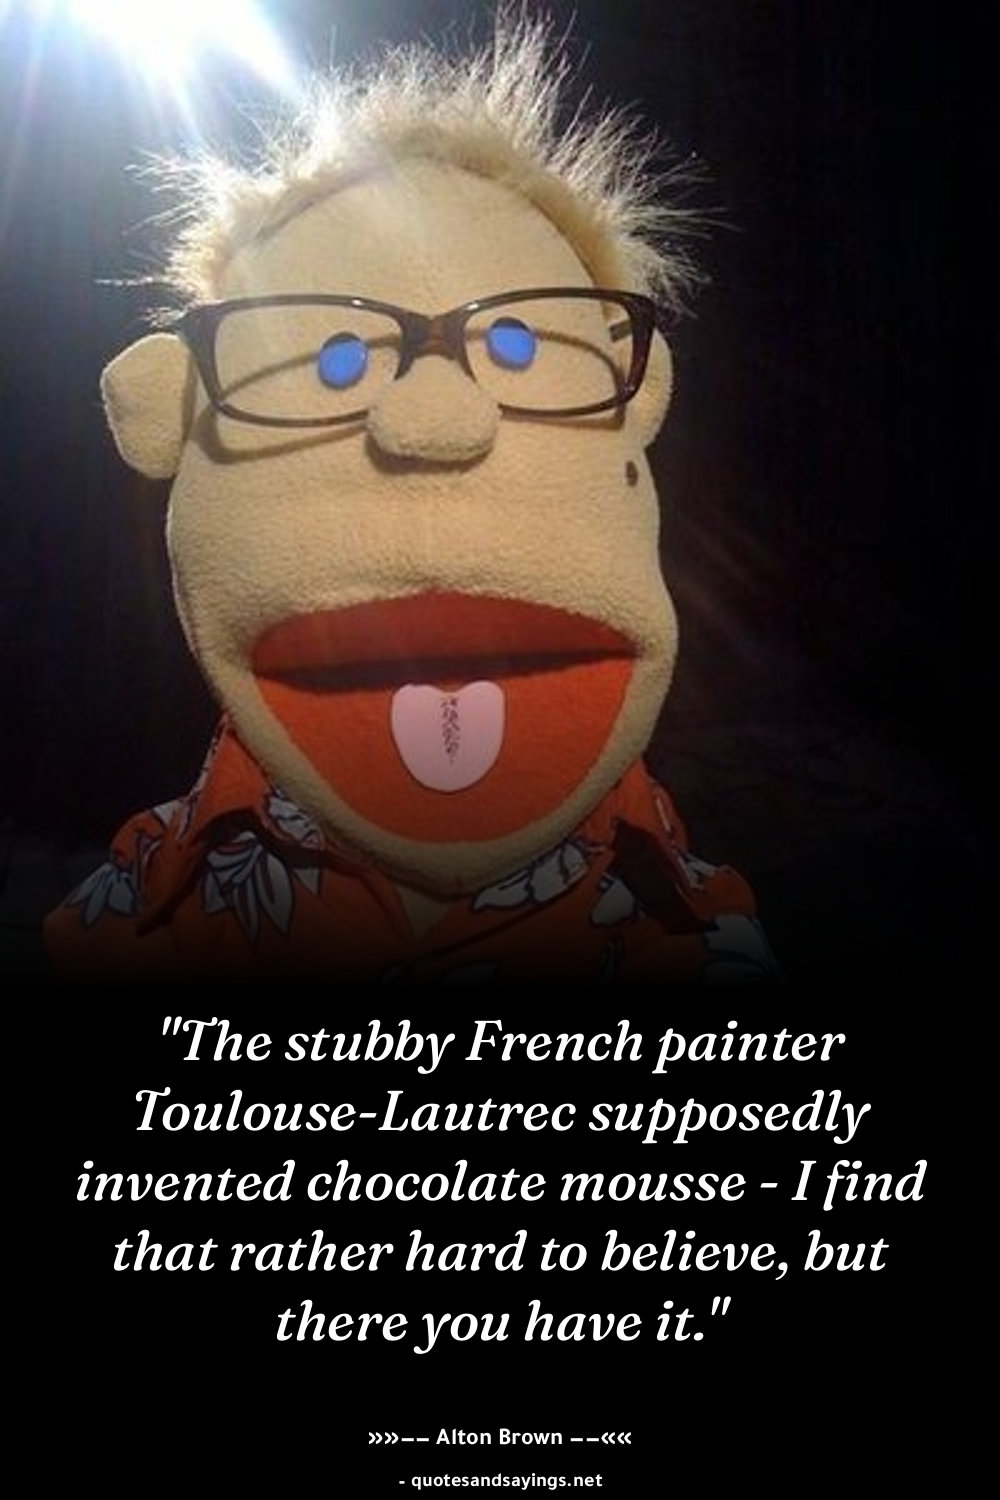 "The stubby French painter
Toulouse-Lautrec supposedly
invented chocolate mousse - I find
that rather hard to believe, but
there you have it."
»»–– Alton Brown ––««
- quotesandsayings.net